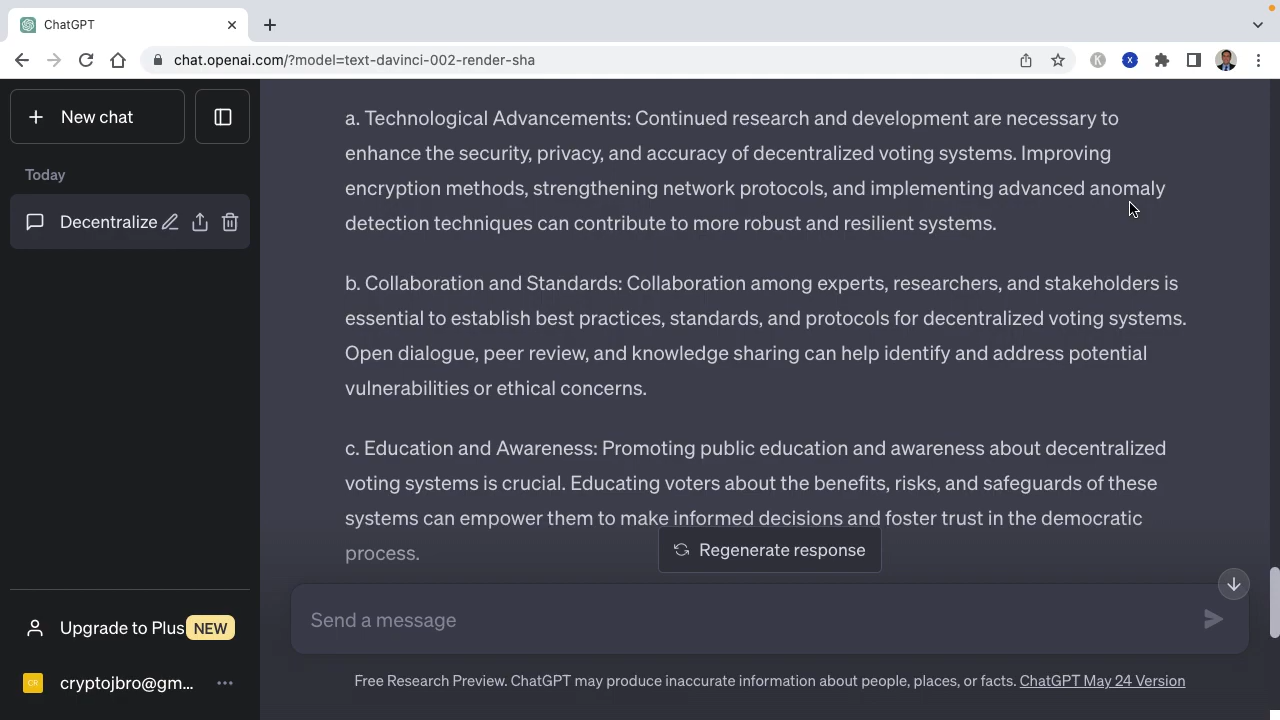 ChatGPT
chat.openai.com/?model=text-davinci-002-render-sha
New chat
Today
Decentralize
a. Technological Advancements: Continued research and development are necessary to
enhance the security, privacy, and accuracy of decentralized voting systems. Improving
encryption methods, strengthening network protocols, and implementing advanced anomaly
detection techniques can contribute to more robust and resilient systems.
b. Collaboration and Standards: Collaboration among experts, researchers, and stakeholders is
essential to establish best practices, standards, and protocols for decentralized voting systems.
Open dialogue, peer review, and knowledge sharing can help identify and address potential
vulnerabilities or ethical concerns.
c. Education and Awareness: Promoting public education and awareness about decentralized
voting systems is crucial. Educating voters about the benefits, risks, and safeguards of these
systems can empower them to make informed decisions and foster trust in the democratic
process.
Regenerate response
Send a message
Upgrade to Plus NEW
CR cryptojbro@gm...
Free Research Preview. ChatGPT may produce inaccurate information about people, places, or facts. ChatGPT May 24 Version